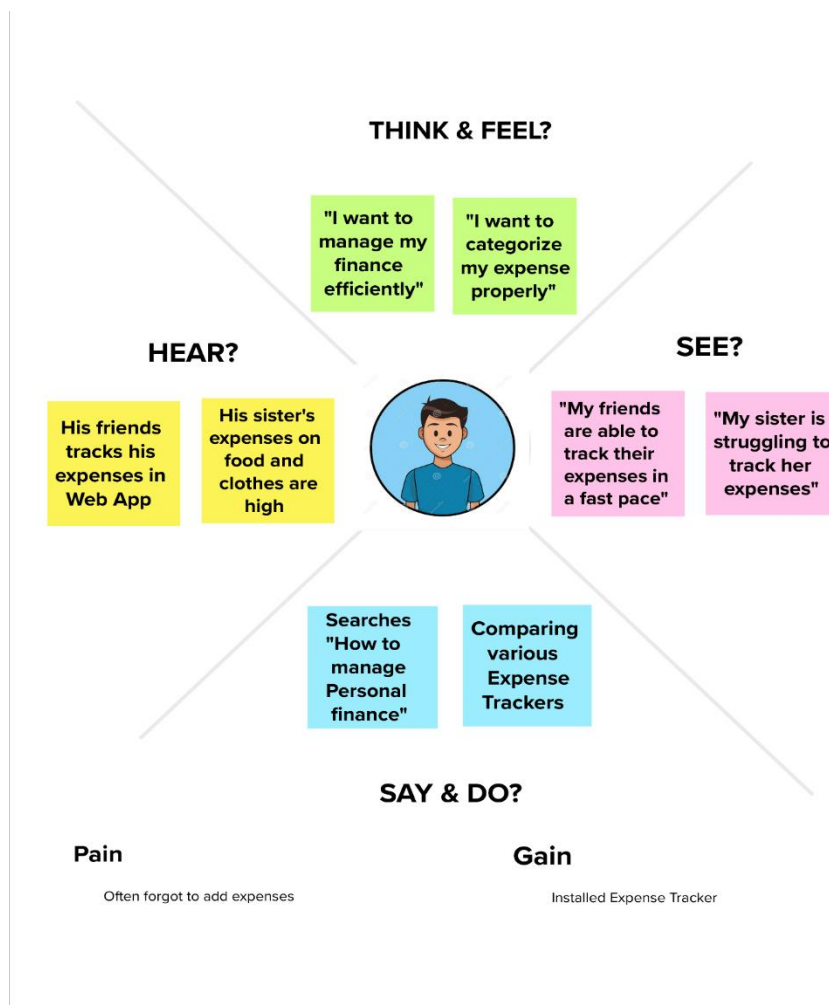 THINK & FEEL?
"I want to
manage my
finance
efficiently"
"I want to
categorize
my expense
properly"
HEAR?
His friends
tracks his
expenses in
Web App
His sister's
expenses on
food and
clothes are
high
SEE?
"My friends
are able to
track their
expenses in
a fast pace"
"My sister is
struggling to
track her
expenses"
Searches
"How to
manage
Personal
finance"
Comparing
various
Expense
Trackers
SAY & DO?
Pain
Often forgot to add expenses
Gain
Installed Expense Tracker